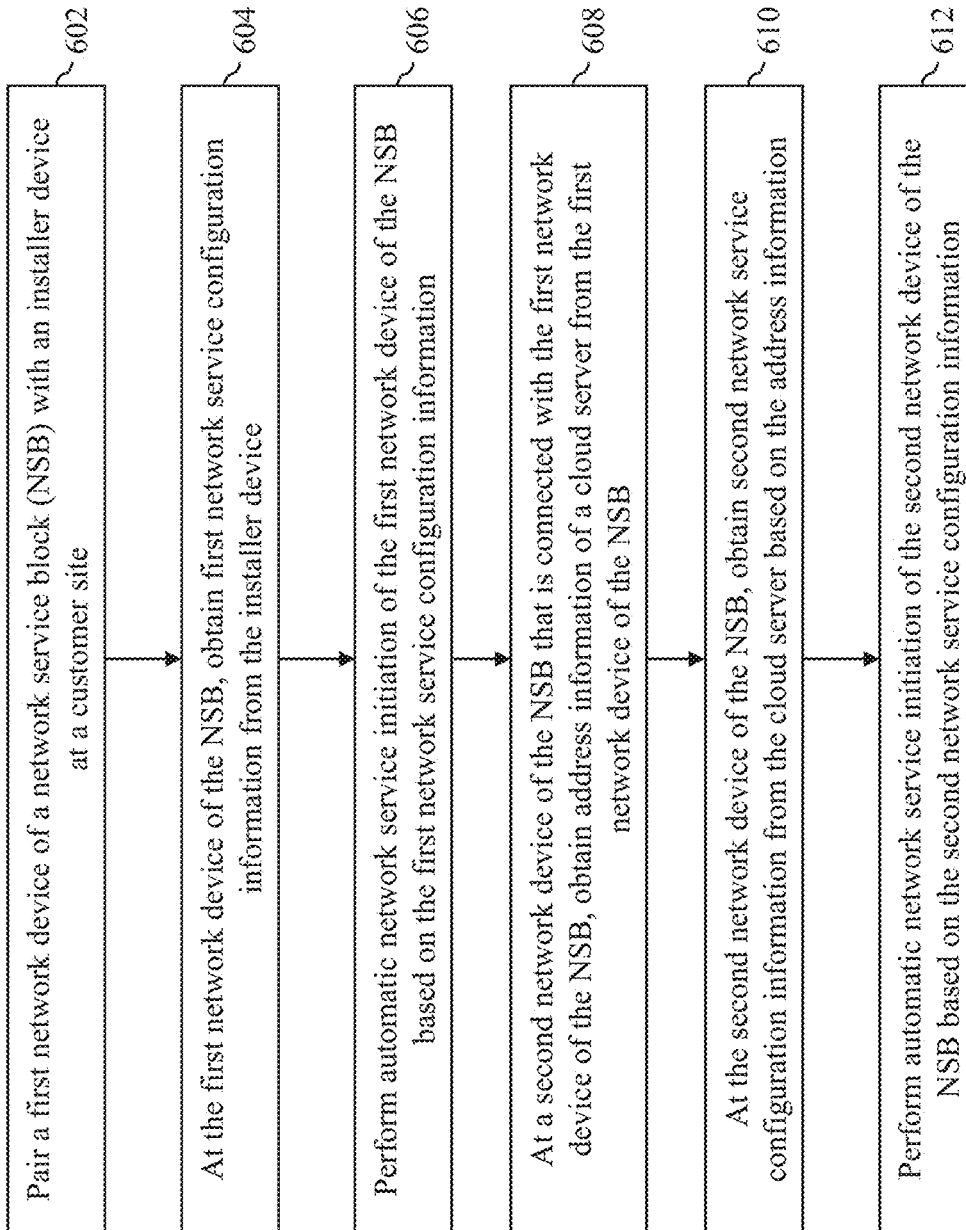 Pair a first network device of a network service block (NSB) with an installer device
at a customer site
602
At the first network device of the NSB, obtain first network service configuration
information from the installer device
604
Perform automatic network service initiation of the first network device of the NSB
based on the first network service configuration information
606
At a second network device of the NSB that is connected with the first network
device of the NSB, obtain address information of a cloud server from the first
network device of the NSB
608
At the second network device of the NSB, obtain second network service
configuration information from the cloud server based on the address information
610
Perform automatic network service initiation of the second network device of the
NSB based on the second network service configuration information
612